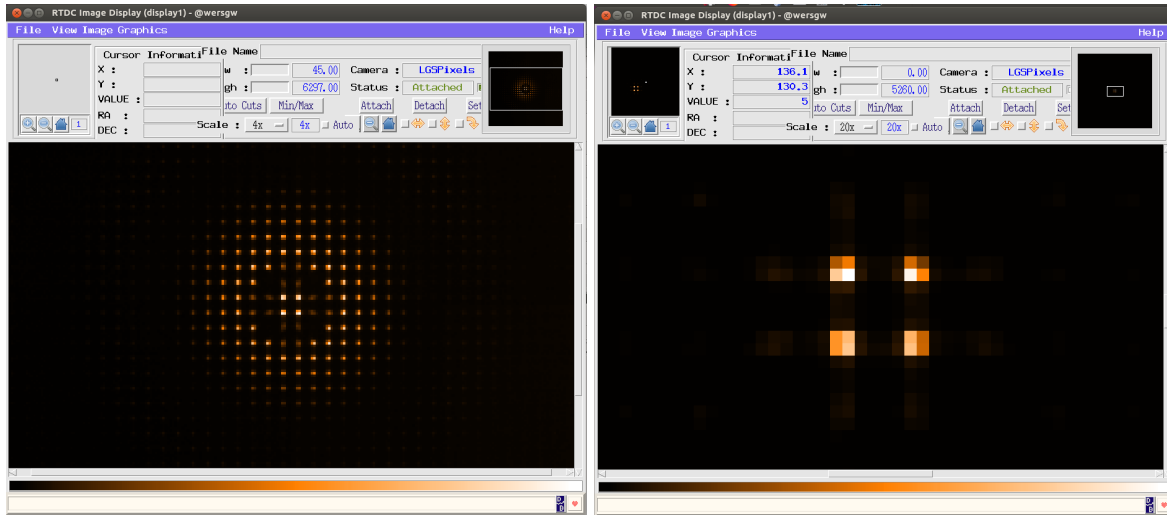 RTDC Image Display (display1) - @wersgw
File View Image Graphics Help
Cursor Informati File Name
X : w : 45.00 Camera : LGSPixels
Y : gh : 6297.00 Status : Attached
VALUE : uto Cuts Min/Max Attach Detach Set
RA :
DEC : Scale : 4x 4x Auto
1
RTDC Image Display (display1) - @wersgw
File View Image Graphics Help
Cursor Informati File Name
X : 136.1 w : 0.00 Camera : LGSPixels
Y : 130.3 gh : 5260.00 Status : Attached
VALUE : 5 uto Cuts Min/Max Attach Detach Set
RA :
DEC : Scale : 20x 20x Auto
1